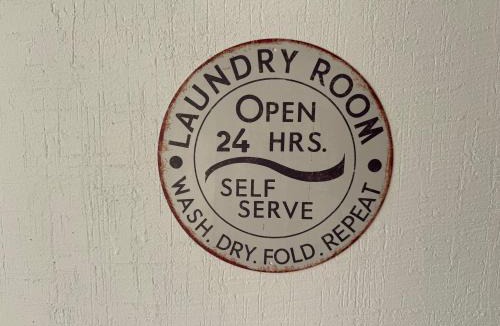 LAUNDRY ROOM
OPEN
24 HRS.
SELF
SERVE
WASH. DRY. FOLD. REPEAT